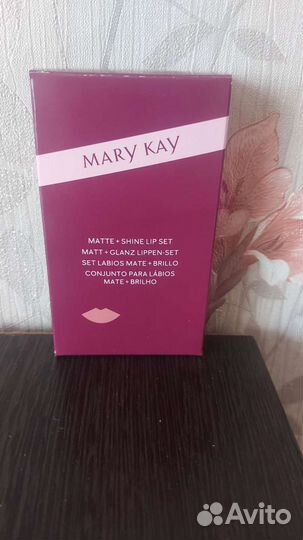 MARY KAY
MATTE + SHINE LIP SET
MATT + GLANZ LIPPEN-SET
SET LABIOS MATE + BRILLO
CONJUNTO PARA LÁBIOS
MATE + BRILHO
Avito